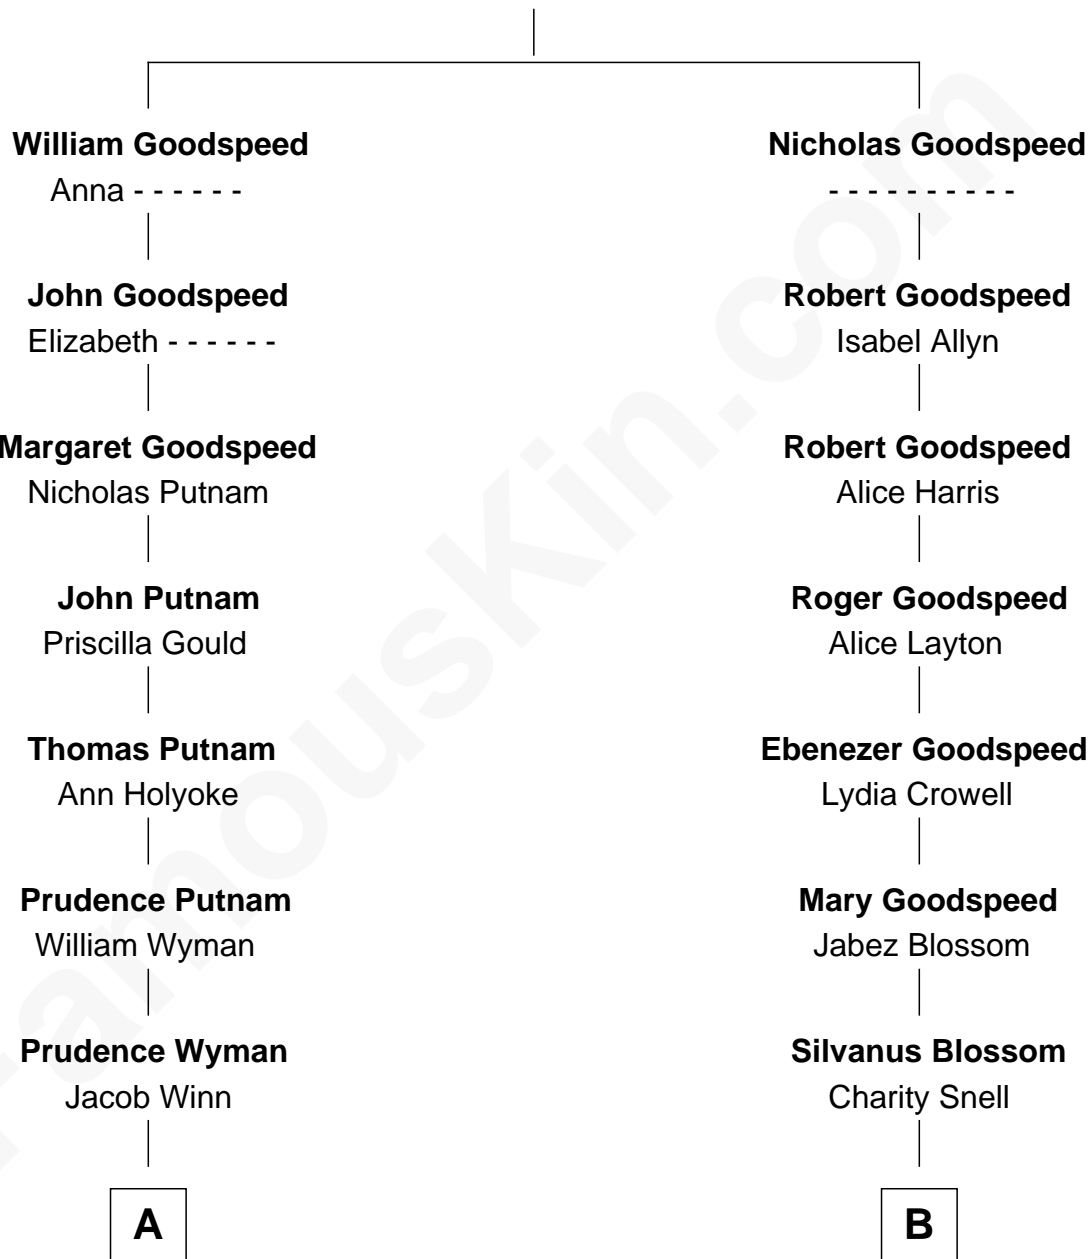 William Goodspeed
Anna - - - - - -
John Goodspeed
Elizabeth - - - - - -
Margaret Goodspeed
Nicholas Putnam
John Putnam
Priscilla Gould
Thomas Putnam
Ann Holyoke
Prudence Putnam
William Wyman
Prudence Wyman
Jacob Winn
A
Nicholas Goodspeed
- - - - - - - - - -
Robert Goodspeed
Isabel Allyn
Robert Goodspeed
Alice Harris
Roger Goodspeed
Alice Layton
Ebenezer Goodspeed
Lydia Crowell
Mary Goodspeed
Jabez Blossom
Silvanus Blossom
Charity Snell
B
FamousKin.com